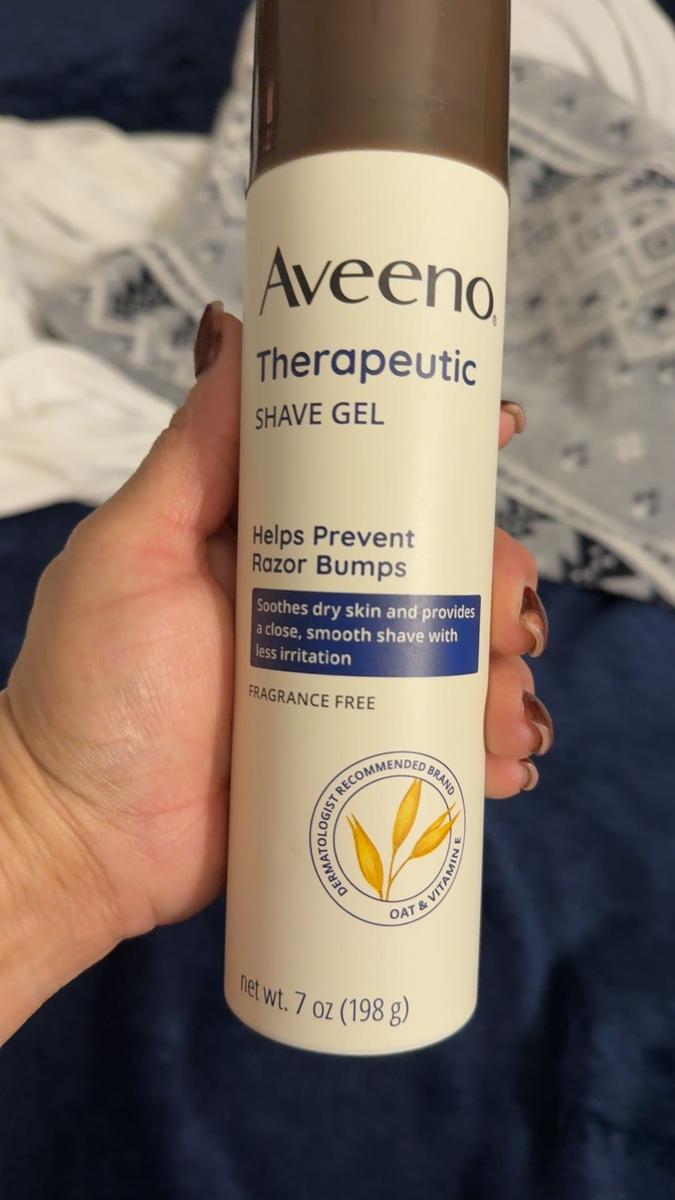 Aveeno®
Therapeutic
SHAVE GEL
Helps Prevent
Razor Bumps
Soothes dry skin and provides
a close, smooth shave with
less irritation
FRAGRANCE FREE
DERMATOLOGIST RECOMMENDED BRAND
OAT & VITAMIN E
net wt. 7 oz (198 g)